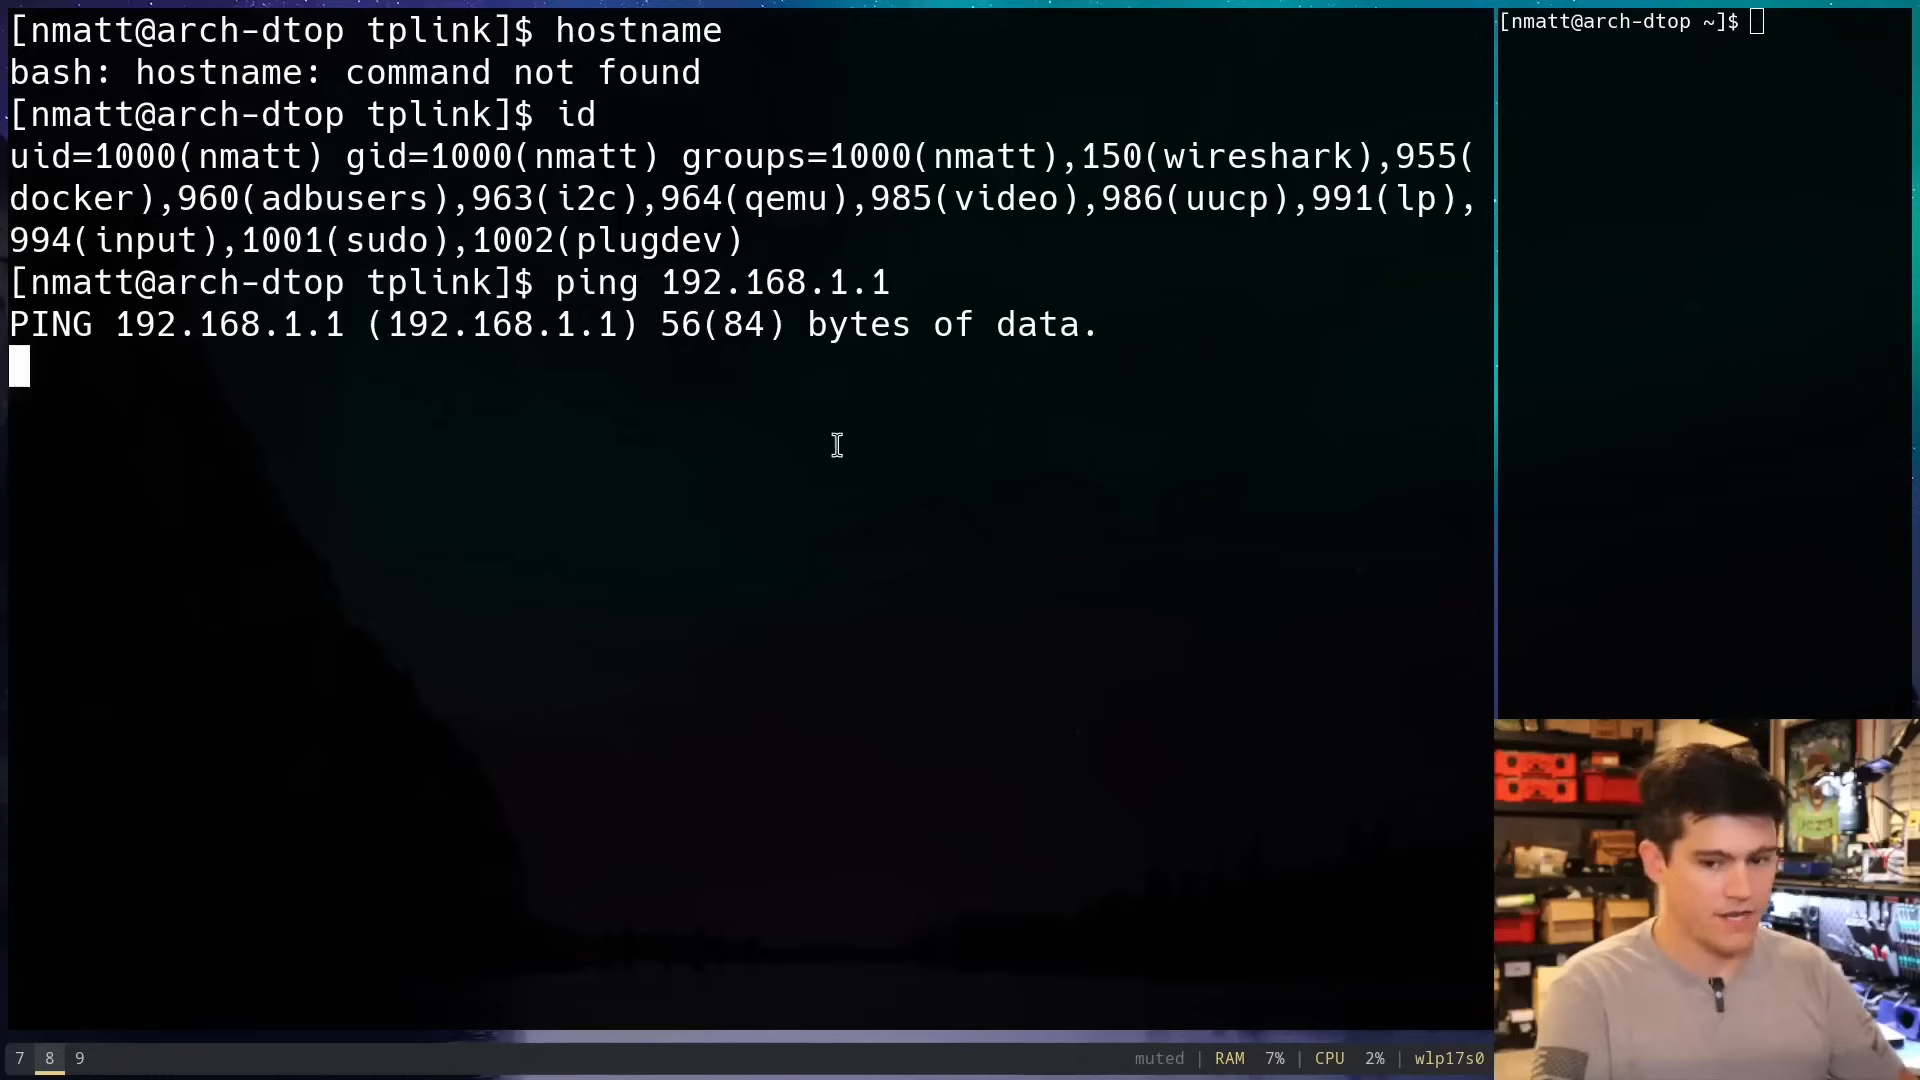 [nmatt@arch-dtop tplink]$ hostname
bash: hostname: command not found
[nmatt@arch-dtop tplink]$ id
uid=1000(nmatt) gid=1000(nmatt) groups=1000(nmatt),150(wireshark),955(
docker),960(adbusers),963(i2c),964(qemu),985(video),986(uucp),991(lp),
994(input),1001(sudo),1002(plugdev)
[nmatt@arch-dtop tplink]$ ping 192.168.1.1
PING 192.168.1.1 (192.168.1.1) 56(84) bytes of data.
[nmatt@arch-dtop ~]$
7 8 9
muted | RAM 7% | CPU 2% | wlp17s0